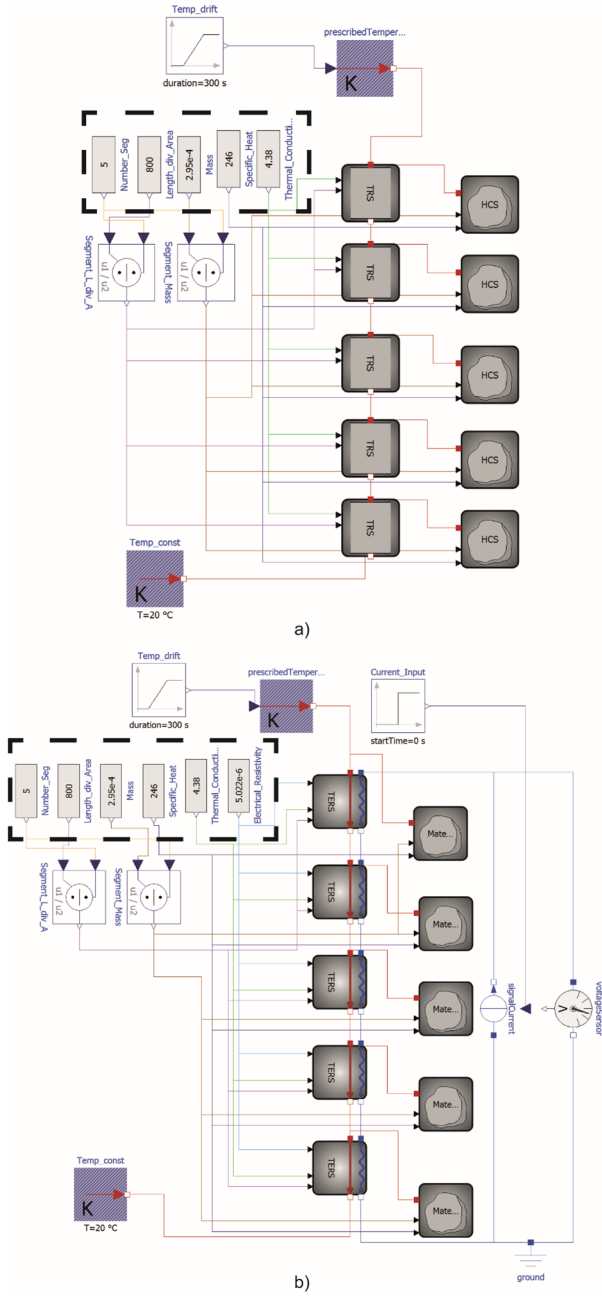 Temp_drift
prescribedTemper...
K
duration=300 s
5
Number_Seg
800
Length_div_Area
2.95e-4
Mass
246
Specific_Heat
4.38
Thermal_Conducti...
Segment_L_div_A
u1 / u2
Segment_Mass
u1 / u2
TRS
HCS
TRS
HCS
TRS
HCS
TRS
HCS
TRS
HCS
Temp_const
K
T=20 °C
a)
Temp_drift
prescribedTemper...
Current_Input
K
duration=300 s
startTime=0 s
5
Number_Seg
800
Length_div_Area
2.95e-4
Mass
246
Specific_Heat
4.38
Thermal_Conducti...
5.022e-6
Electrical_Resistivity
Segment_L_div_A
u1 / u2
Segment_Mass
u1 / u2
TERS
Mate...
TERS
Mate...
TERS
Mate...
TERS
Mate...
TERS
Mate...
signalCurrent
V
voltageSensor
Temp_const
K
T=20 °C
ground
b)